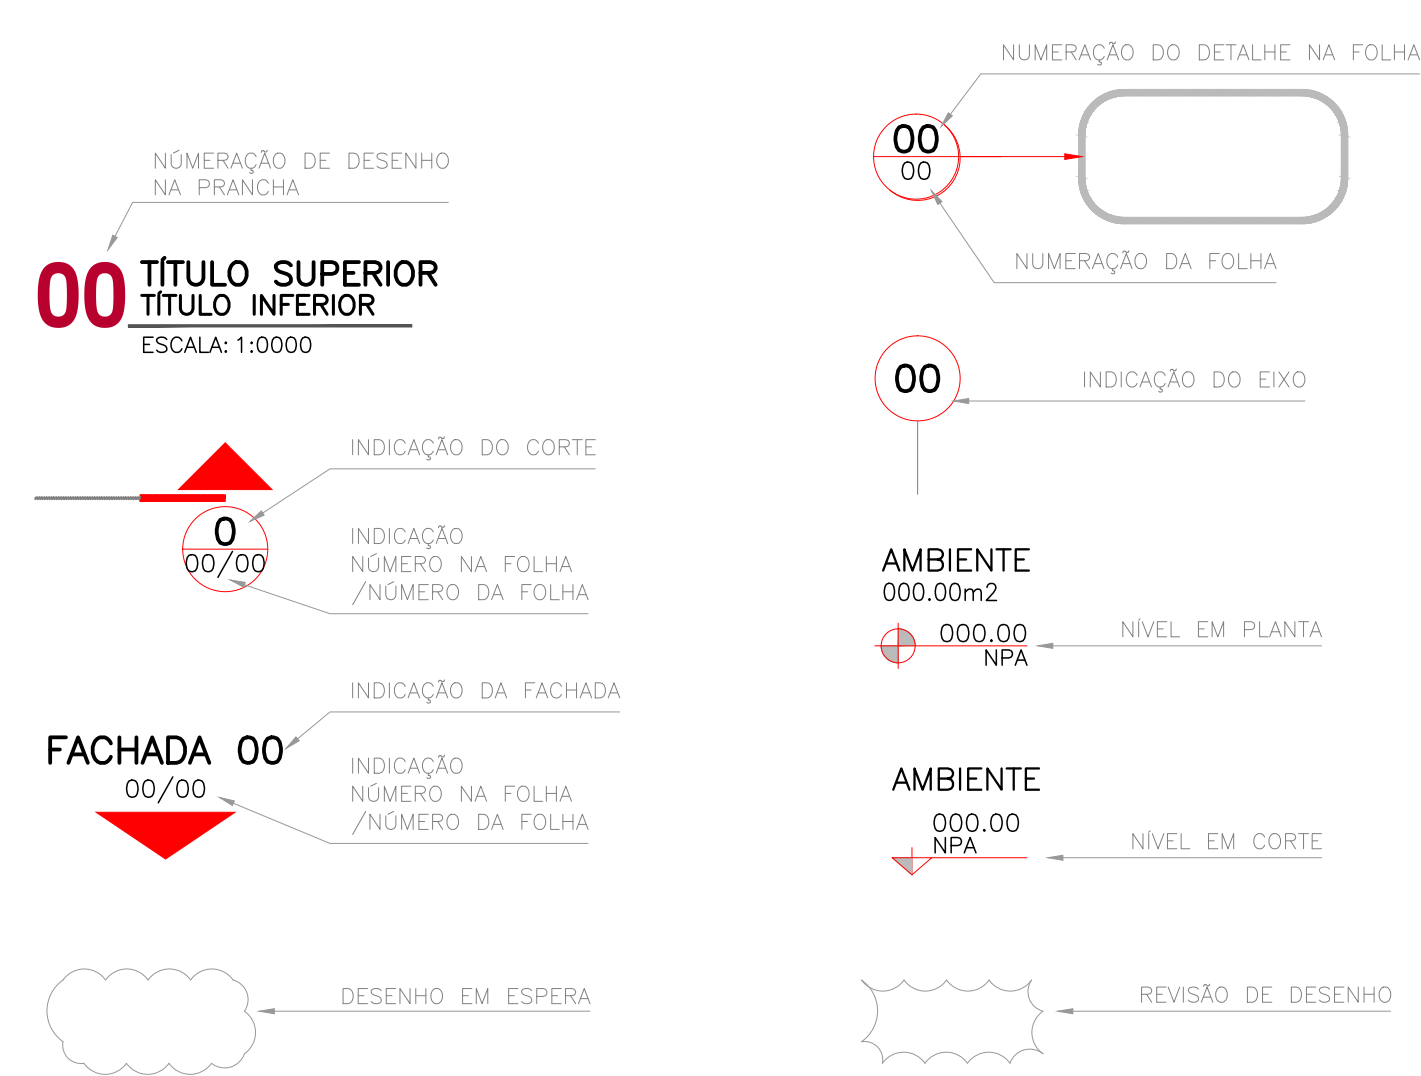 NÚMERAÇÃO DE DESENHO
NA PRANCHA
00
TÍTULO SUPERIOR
TÍTULO INFERIOR
ESCALA: 1:0000
INDICAÇÃO DO CORTE
0
00/00
INDICAÇÃO
NÚMERO NA FOLHA
/NÚMERO DA FOLHA
INDICAÇÃO DA FACHADA
FACHADA 00
00/00
INDICAÇÃO
NÚMERO NA FOLHA
/NÚMERO DA FOLHA
DESENHO EM ESPERA
NUMERAÇÃO DO DETALHE NA FOLHA
00
00
NUMERAÇÃO DA FOLHA
00
INDICAÇÃO DO EIXO
AMBIENTE
000.00m2
000.00
NPA
NÍVEL EM PLANTA
AMBIENTE
000.00
NPA
NÍVEL EM CORTE
REVISÃO DE DESENHO